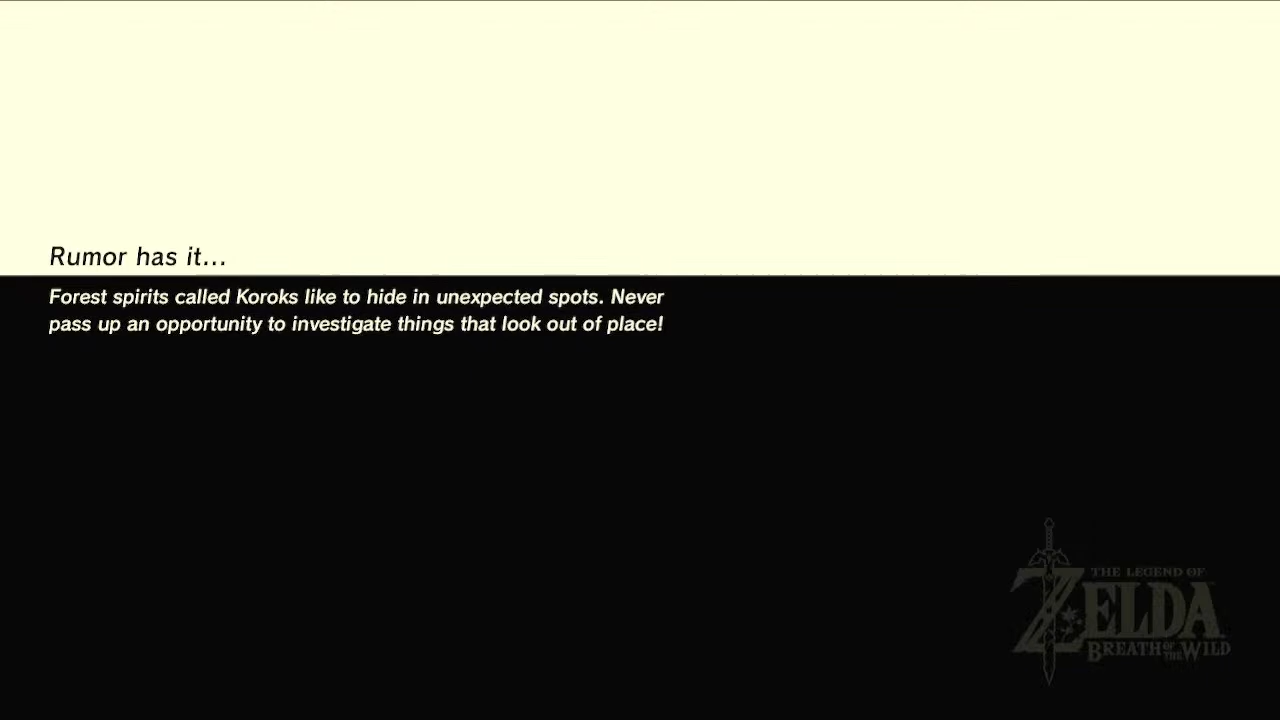 Rumor has it...
Forest spirits called Koroks like to hide in unexpected spots. Never
pass up an opportunity to investigate things that look out of place!
THE LEGEND OF
ZELDA
BREATH OF THE WILD